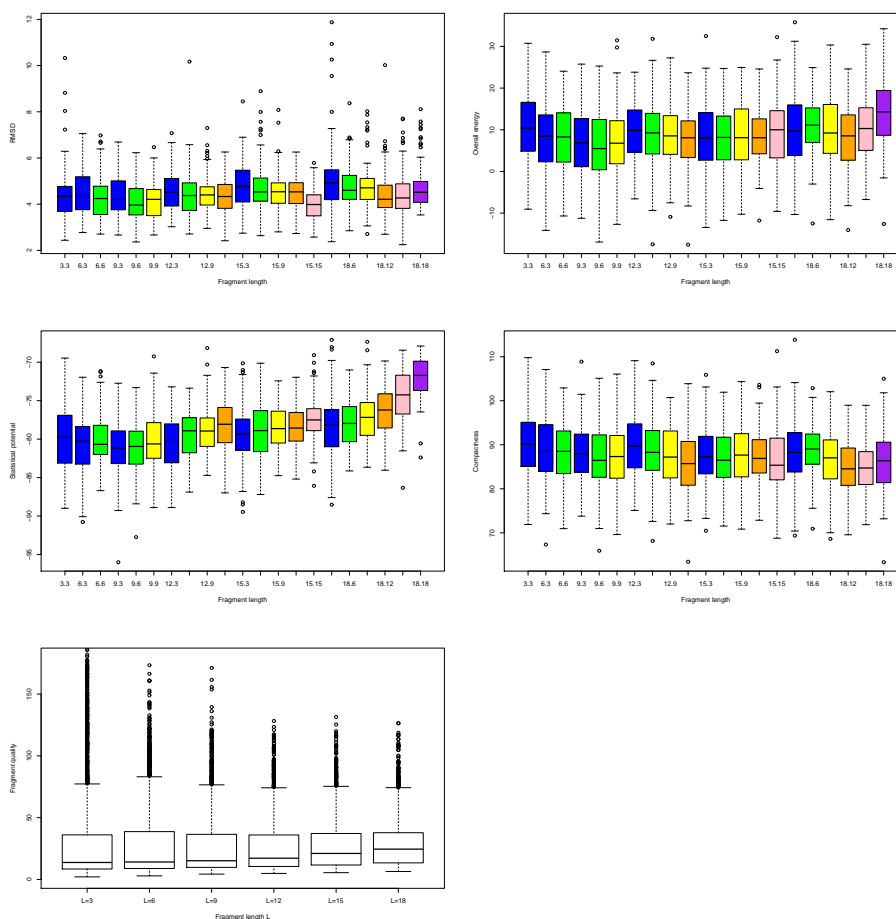 RMSD
12
10
8
6
4
2
3.3 6.3 6.6 9.3 9.6 9.9 12.3 12.9 15.3 15.9 15.15 18.6 18.12 18.18
Fragment length
Overall energy
30
20
10
0
−10
3.3 6.3 6.6 9.3 9.6 9.9 12.3 12.9 15.3 15.9 15.15 18.6 18.12 18.18
Fragment length
Statistical potential
−70
−75
−80
−85
−90
−95
3.3 6.3 6.6 9.3 9.6 9.9 12.3 12.9 15.3 15.9 15.15 18.6 18.12 18.18
Fragment length
Compactness
110
100
90
80
70
3.3 6.3 6.6 9.3 9.6 9.9 12.3 12.9 15.3 15.9 15.15 18.6 18.12 18.18
Fragment length
Fragment quality
150
100
50
0
L=3 L=6 L=9 L=12 L=15 L=18
Fragment length L